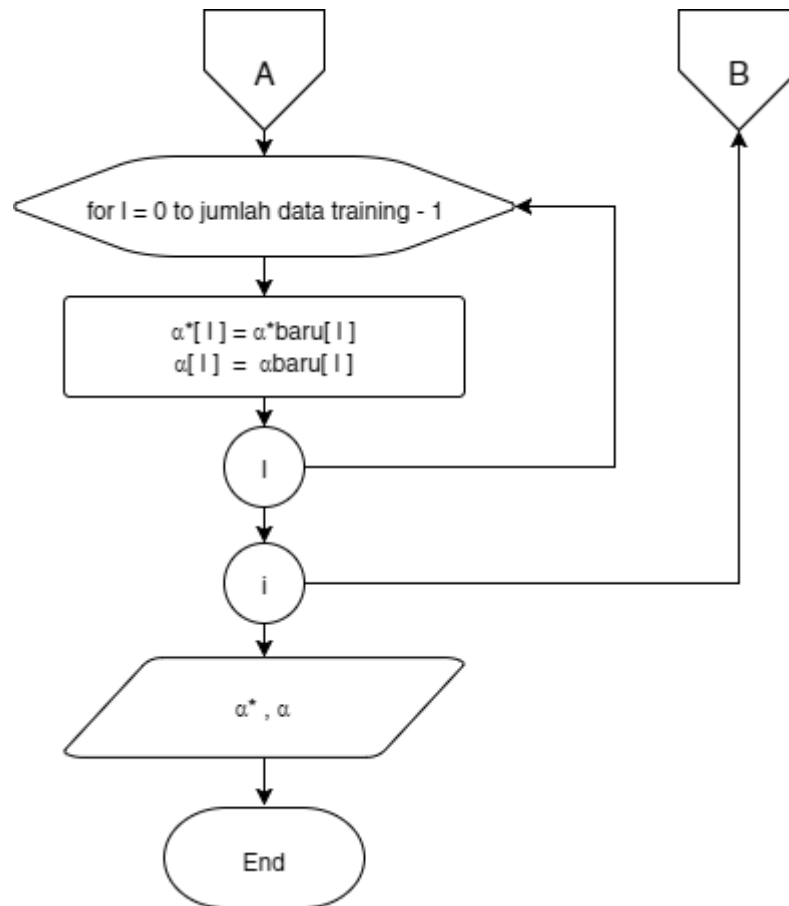 A
B
for l = 0 to jumlah data training - 1
α*[ l ] = α*baru[ l ]
α[ l ] = αbaru[ l ]
l
i
α* , α
End